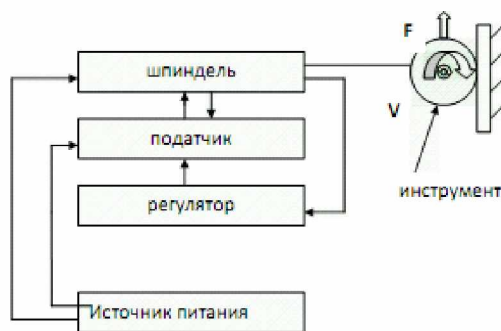 F
шпиндель
V
податчик
инструмент
регулятор
Источник питания